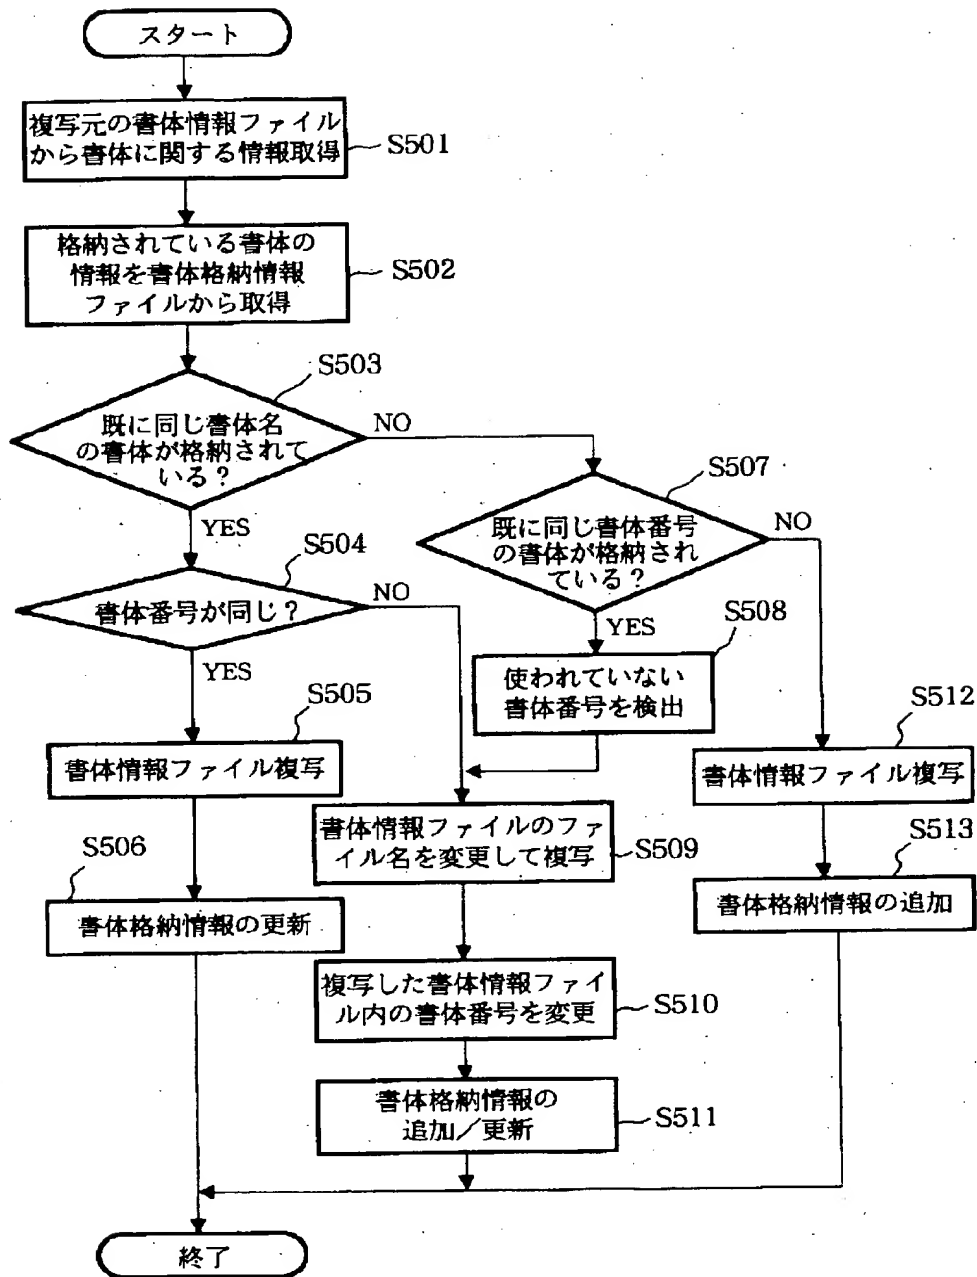 スタート
複写元の書体情報ファイル
から書体に関する情報取得
S501
格納されている書体の
情報を書体格納情報
ファイルから取得
S502
S503
既に同じ書体名
の書体が格納されて
いる？
NO
YES
S507
既に同じ書体番号
の書体が格納され
ている？
NO
YES
S504
書体番号が同じ？
NO
YES
S508
使われていない
書体番号を検出
S505
書体情報ファイル複写
S512
書体情報ファイル複写
書体情報ファイルのファ
イル名を変更して複写
S509
S506
書体格納情報の更新
S513
書体格納情報の追加
複写した書体情報ファイ
ル内の書体番号を変更
S510
書体格納情報の
追加／更新
S511
終了